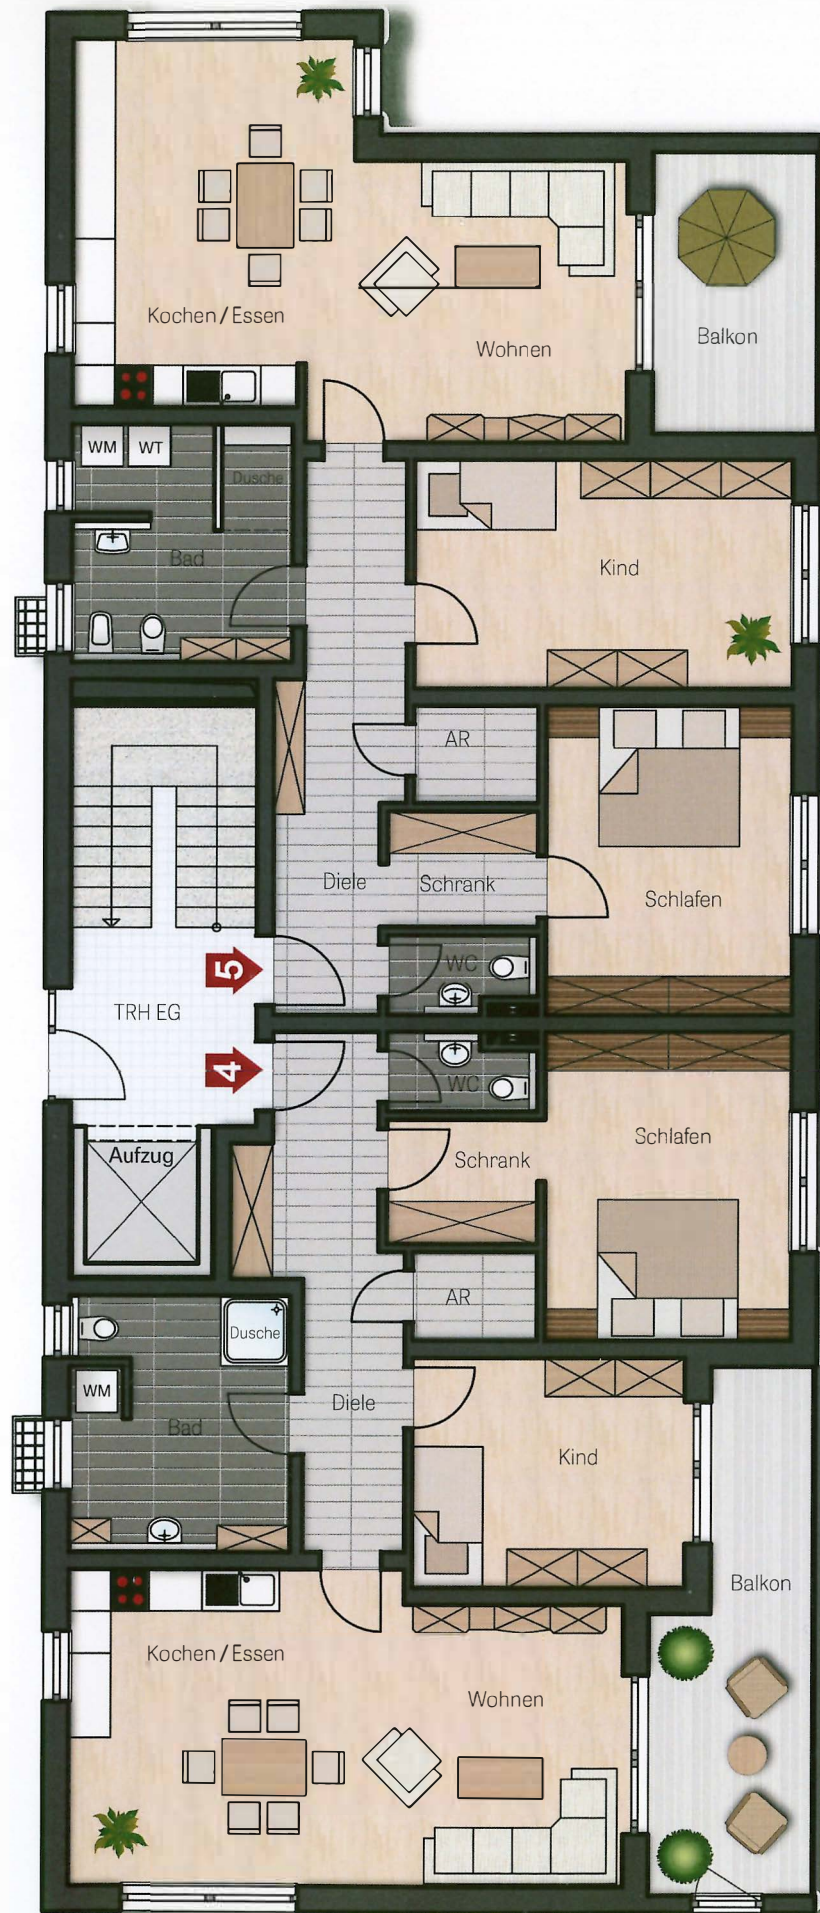 Kochen/Essen
Wohnen
Balkon
WM
WT
Dusche
Bad
Kind
AR
Diele
Schrank
Schlafen
WC
5
TRH EG
4
WC
Schlafen
Schrank
Aufzug
AR
Dusche
WM
Diele
Bad
Kind
Balkon
Kochen/Essen
Wohnen